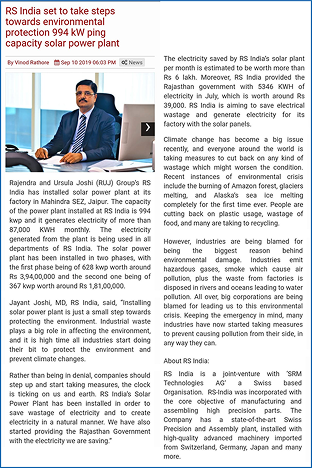 RS India set to take steps
towards environmental
protection 994 kW ping
capacity solar power plant
By Vinod Rathore Sep 10 2019 06:03 PM News
Rajendra and Ursula Joshi (RUJ) Group's RS
India has installed solar power plant at its
factory in Mahindra SEZ, Jaipur. The capacity
of the power plant installed at RS India is 994
kwp and it generates electricity of more than
87,000 KWH monthly. The electricity
generated from the plant is being used in all
departments of RS India. The solar power
plant has been installed in two phases, with
the first phase being of 628 kwp worth around
Rs 3,94,00,000 and the second one being of
367 kwp worth around Rs 1,81,00,000.
Jayant Joshi, MD, RS India, said, "Installing
solar power plant is just a small step towards
protecting the environment. Industrial waste
plays a big role in affecting the environment,
and it is high time all industries start doing
their bit to protect the environment and
prevent climate changes.
Rather than being in denial, companies should
step up and start taking measures, the clock
is ticking on us and earth. RS India's Solar
Power Plant has been installed in order to
save wastage of electricity and to create
electricity in a natural manner. We have also
started providing the Rajasthan Government
with the electricity we are saving."
The electricity saved by RS India's solar plant
per month is estimated to be worth more than
Rs 6 lakh. Moreover, RS India provided the
Rajasthan government with 5346 KWH of
electricity in July, which is worth around Rs
39,000. RS India is aiming to save electrical
wastage and generate electricity for its
factory with the solar panels.
Climate change has become a big issue
recently, and everyone around the world is
taking measures to cut back on any kind of
wastage which might worsen the condition.
Recent instances of environmental crisis
include the burning of Amazon forest, glaciers
melting, and Alaska's sea ice melting
completely for the first time ever. People are
cutting back on plastic usage, wastage of
food, and many are taking to recycling.
However, industries are being blamed for
being the biggest reason behind
environmental damage. Industries emit
hazardous gases, smoke which cause air
pollution, plus the waste from factories is
disposed in rivers and oceans leading to water
pollution. All over, big corporations are being
blamed for leading us to this environmental
crisis. Keeping the emergency in mind, many
industries have now started taking measures
to prevent causing pollution from their side, in
any way they can.
About RS India:
RS India is a joint-venture with 'SRM
Technologies AG' a Swiss based
Organisation. RS-India was incorporated with
the core objective of manufacturing and
assembling high precision parts. The
Company has a state-of-the-art Swiss
Precision and Assembly plant, installed with
high-quality advanced machinery imported
from Switzerland, Germany, Japan and many
more.